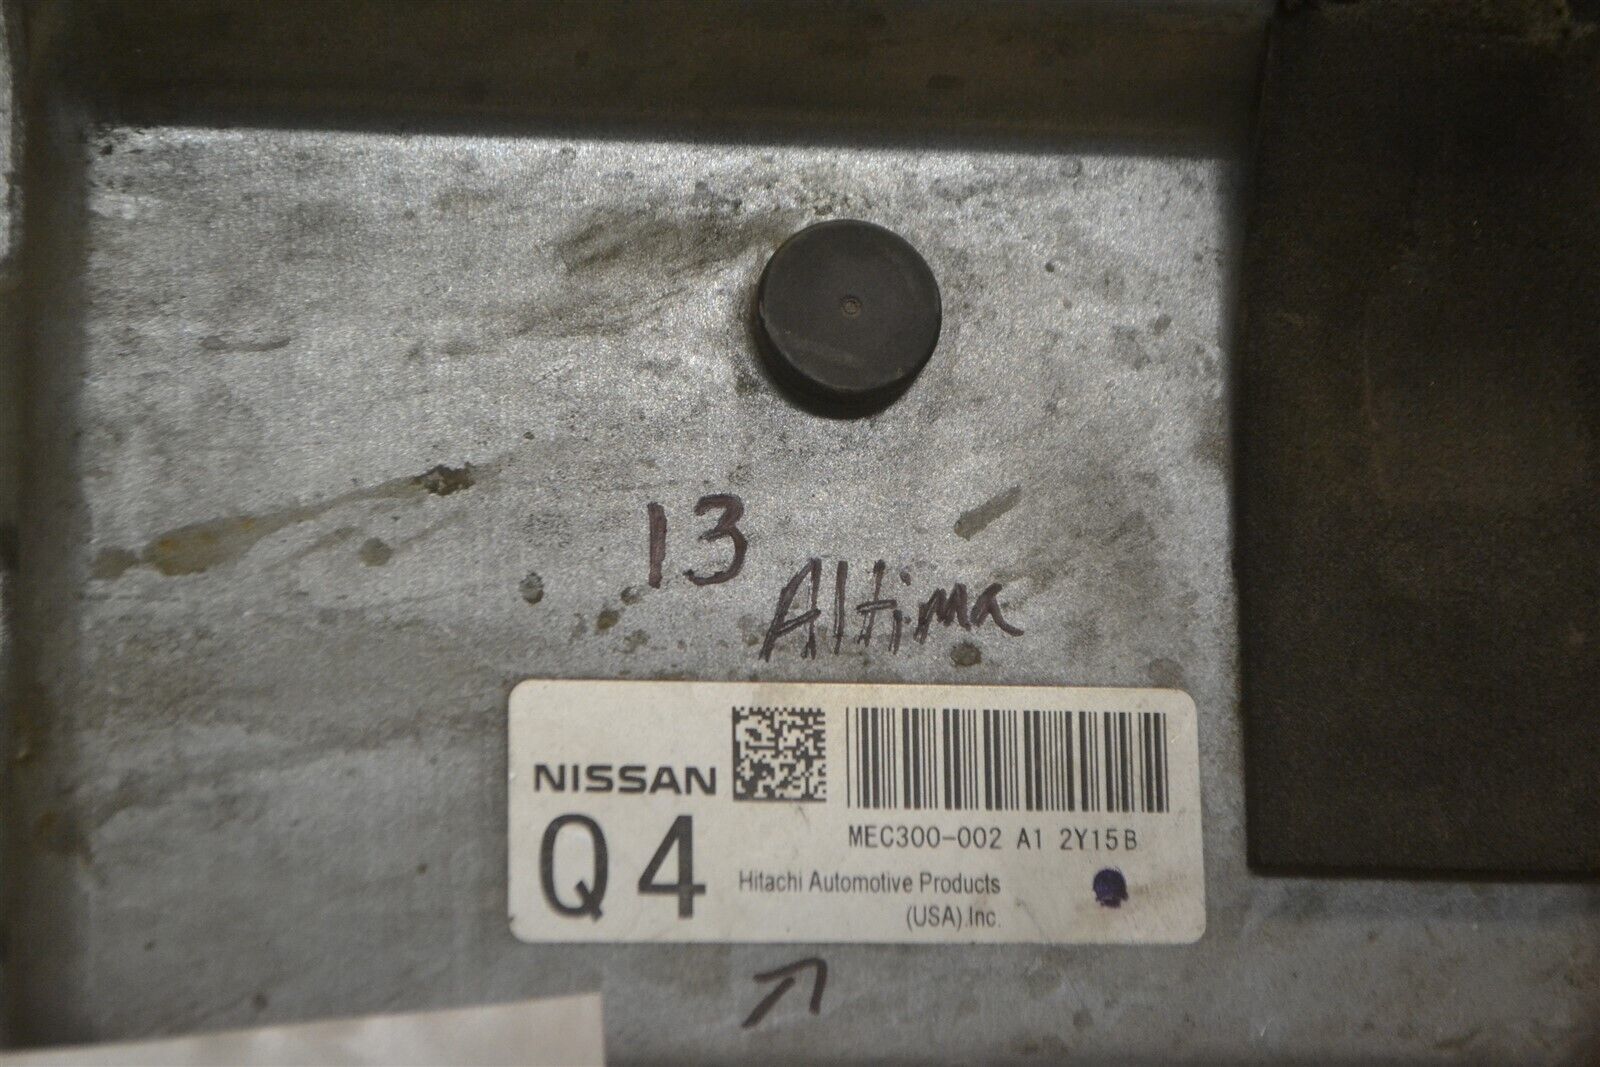 13
Altima
NISSAN
Q4
MEC300-002 A1 2Y15B
Hitachi Automotive Products
(USA).Inc.